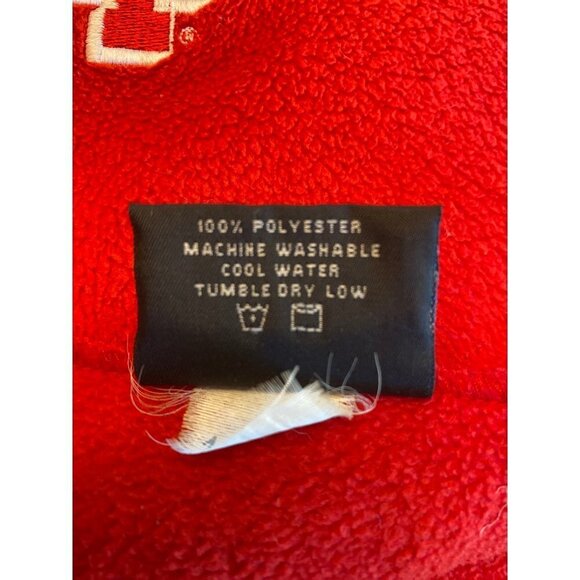 ®
100% POLYESTER
MACHINE WASHABLE
COOL WATER
TUMBLE DRY LOW